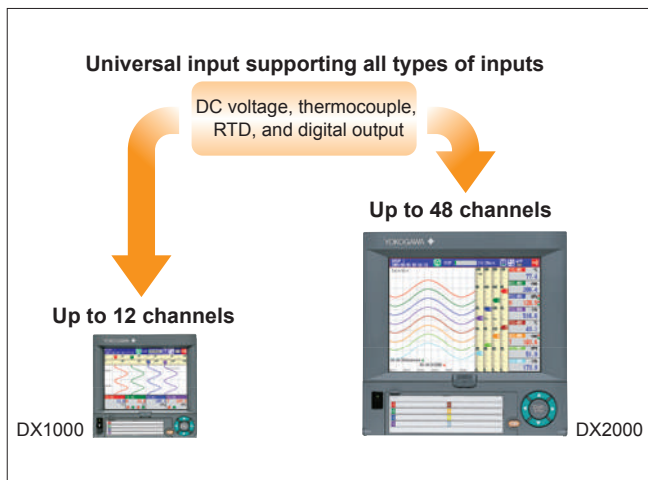 Universal input supporting all types of inputs
DC voltage, thermocouple,
RTD, and digital output
Up to 48 channels
YOKOGAWA
Up to 12 channels
DX1000
DX2000